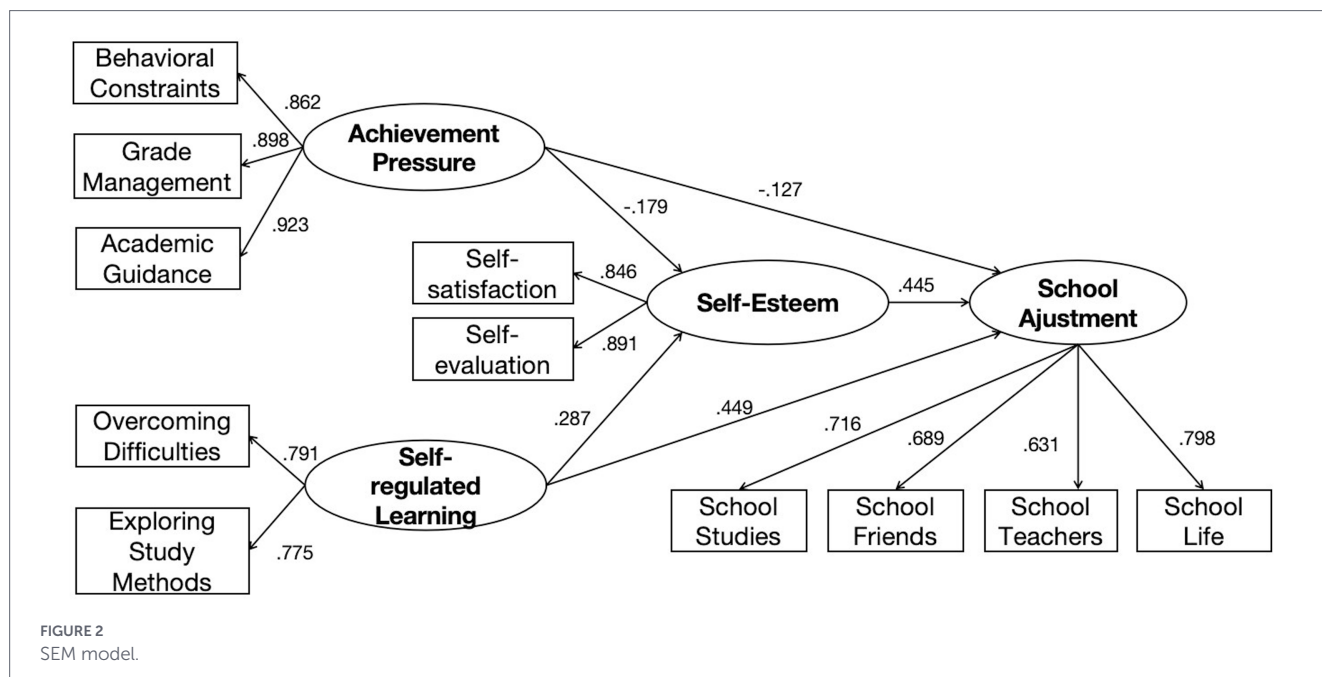 Behavioral
Constraints
.862
Grade
Management
.898
Academic
Guidance
.923
Achievement
Pressure
-.127
-.179
Self-
satisfaction
.846
Self-
evaluation
.891
Self-Esteem
.445
School
Ajustment
Overcoming
Difficulties
.791
Exploring
Study
Methods
.775
Self-
regulated
Learning
.287
.449
.716
.689
.631
.798
School
Studies
School
Friends
School
Teachers
School
Life
FIGURE 2
SEM model.